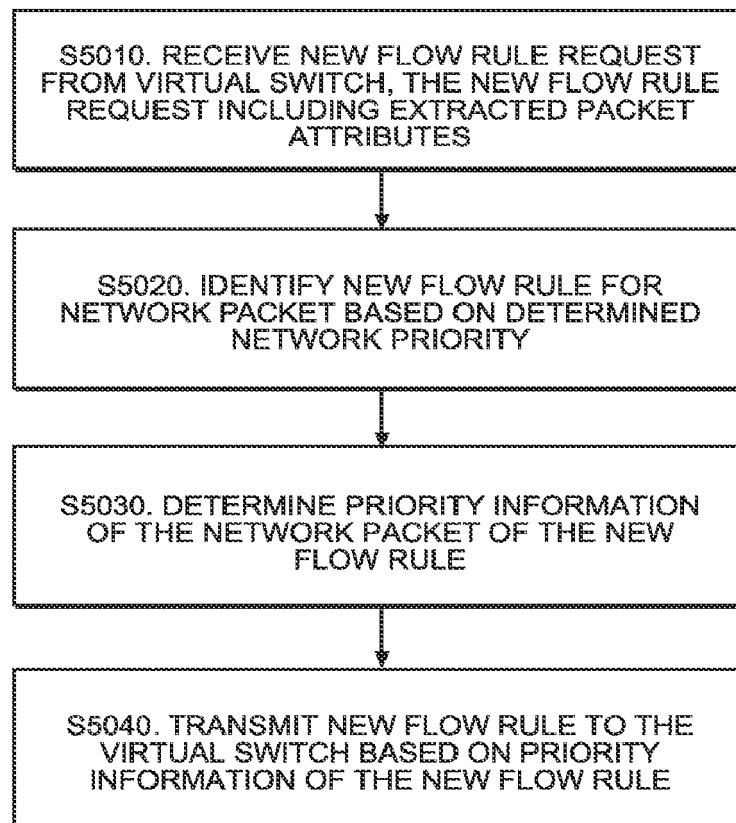 S5010. RECEIVE NEW FLOW RULE REQUEST
FROM VIRTUAL SWITCH, THE NEW FLOW RULE
REQUEST INCLUDING EXTRACTED PACKET
ATTRIBUTES
S5020. IDENTIFY NEW FLOW RULE FOR
NETWORK PACKET BASED ON DETERMINED
NETWORK PRIORITY
S5030. DETERMINE PRIORITY INFORMATION
OF THE NETWORK PACKET OF THE NEW
FLOW RULE
S5040. TRANSMIT NEW FLOW RULE TO THE
VIRTUAL SWITCH BASED ON PRIORITY
INFORMATION OF THE NEW FLOW RULE